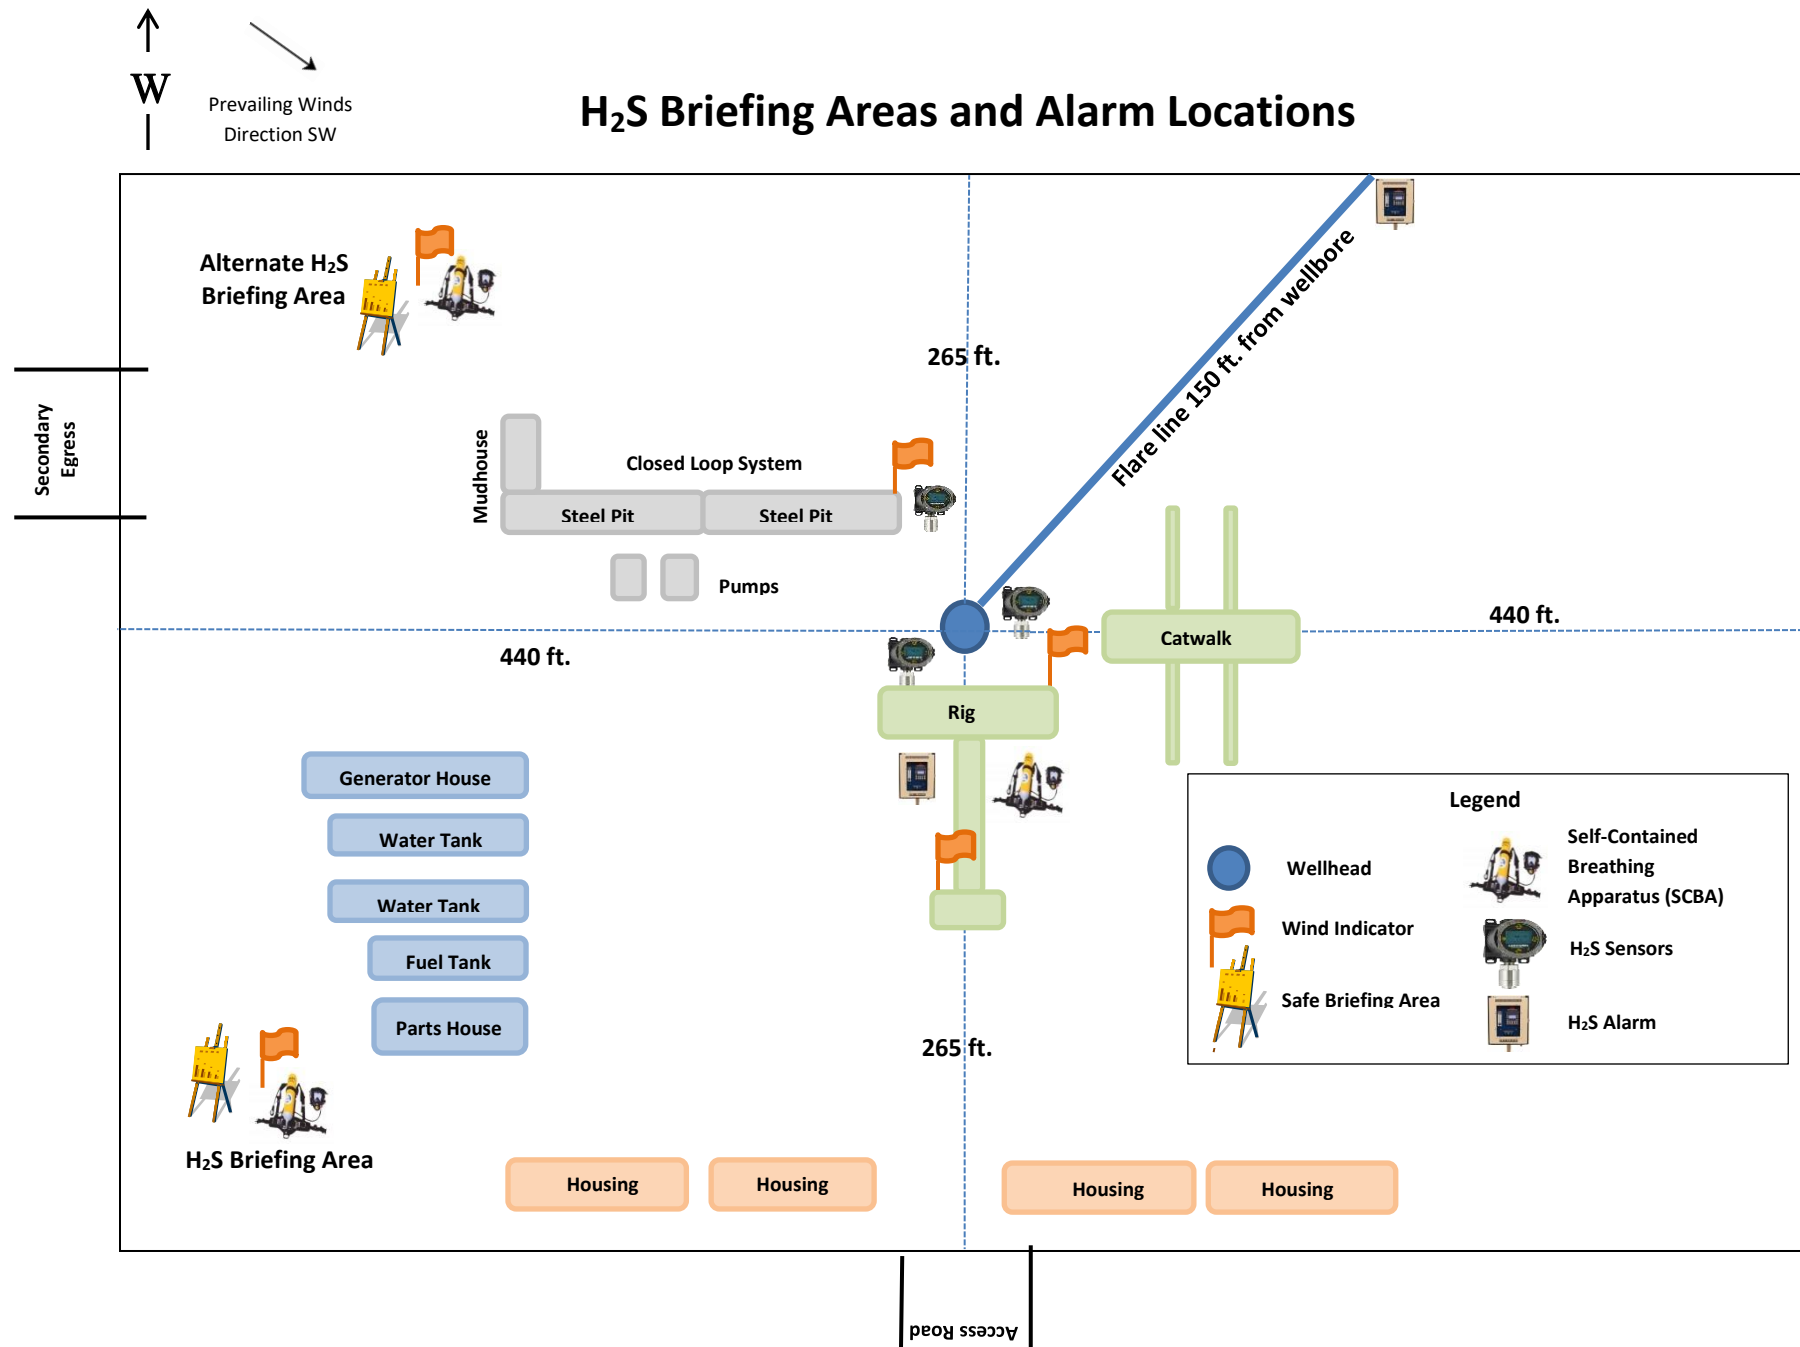 W
Prevailing Winds
Direction SW
H₂S Briefing Areas and Alarm Locations
Alternate H₂S
Briefing Area
265 ft.
Flare line 150 ft. from wellbore
Secondary
Egress
Mudhouse
Closed Loop System
Steel Pit
Steel Pit
Pumps
440 ft.
440 ft.
Catwalk
Rig
Generator House
Water Tank
Water Tank
Fuel Tank
Parts House
265 ft.
H₂S Briefing Area
Housing
Housing
Housing
Housing
Access Road
Legend
Wellhead
Wind Indicator
Safe Briefing Area
Self-Contained
Breathing
Apparatus (SCBA)
H₂S Sensors
H₂S Alarm